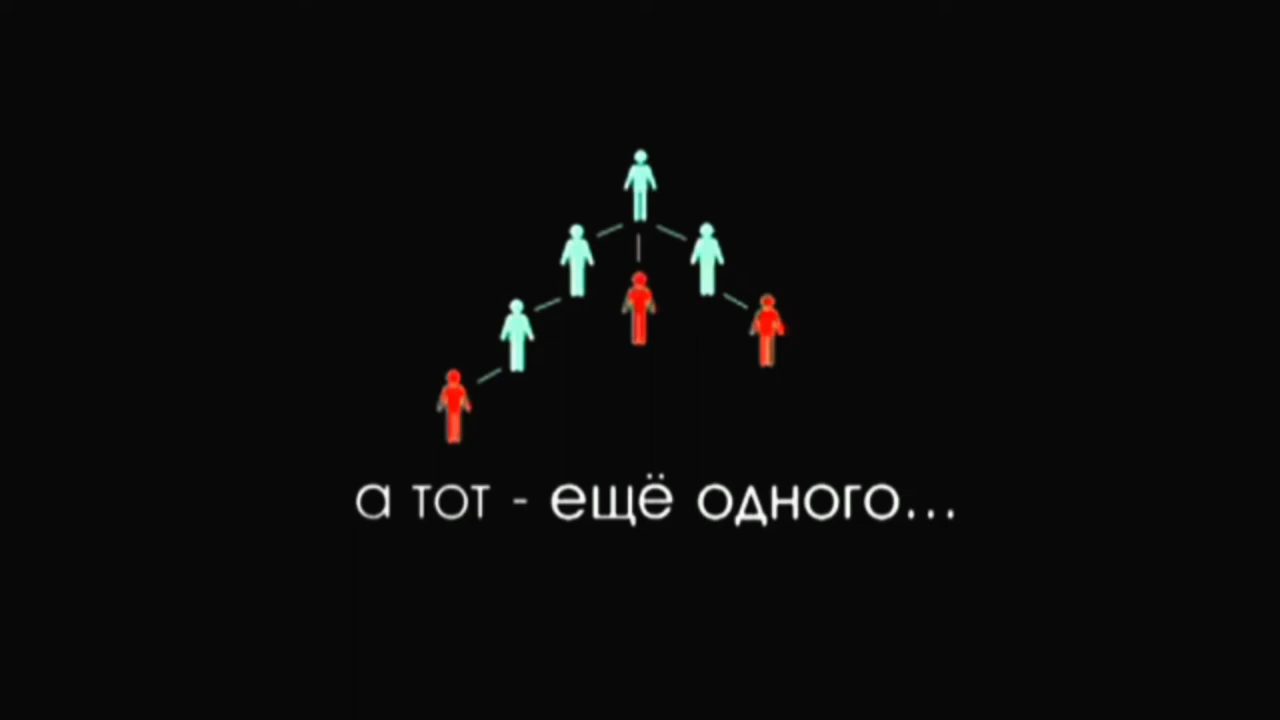 а тот - ещё одного...